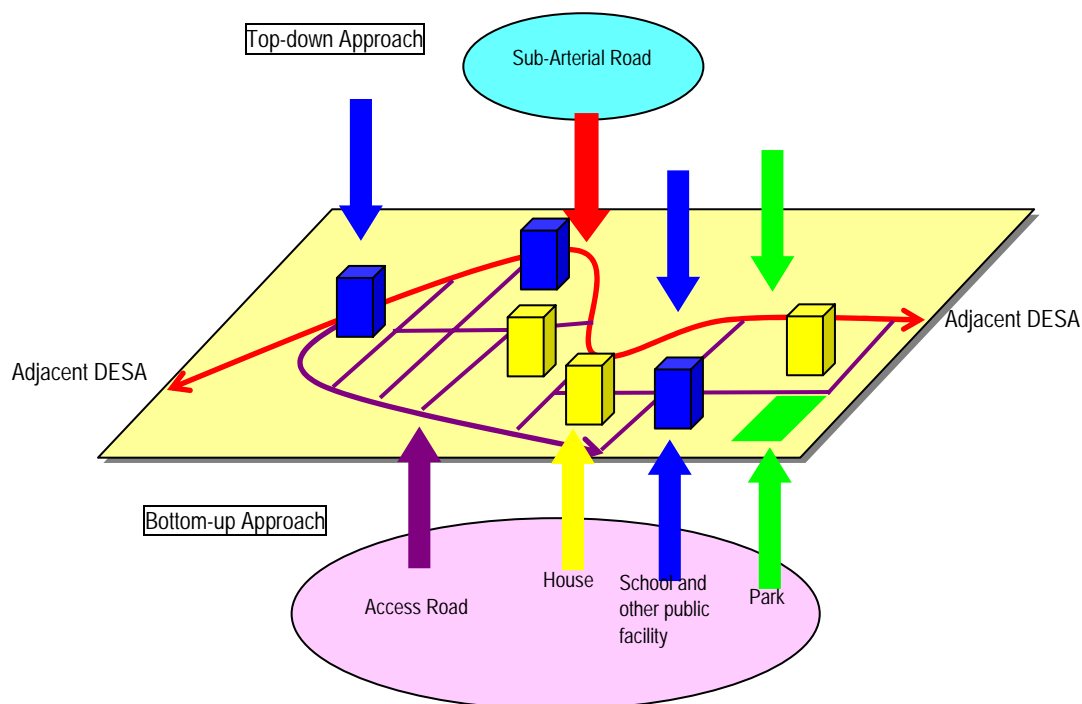 Top-down Approach
Sub-Arterial Road
Adjacent DESA
Adjacent DESA
Bottom-up Approach
Access Road
House
School and
other public
facility
Park